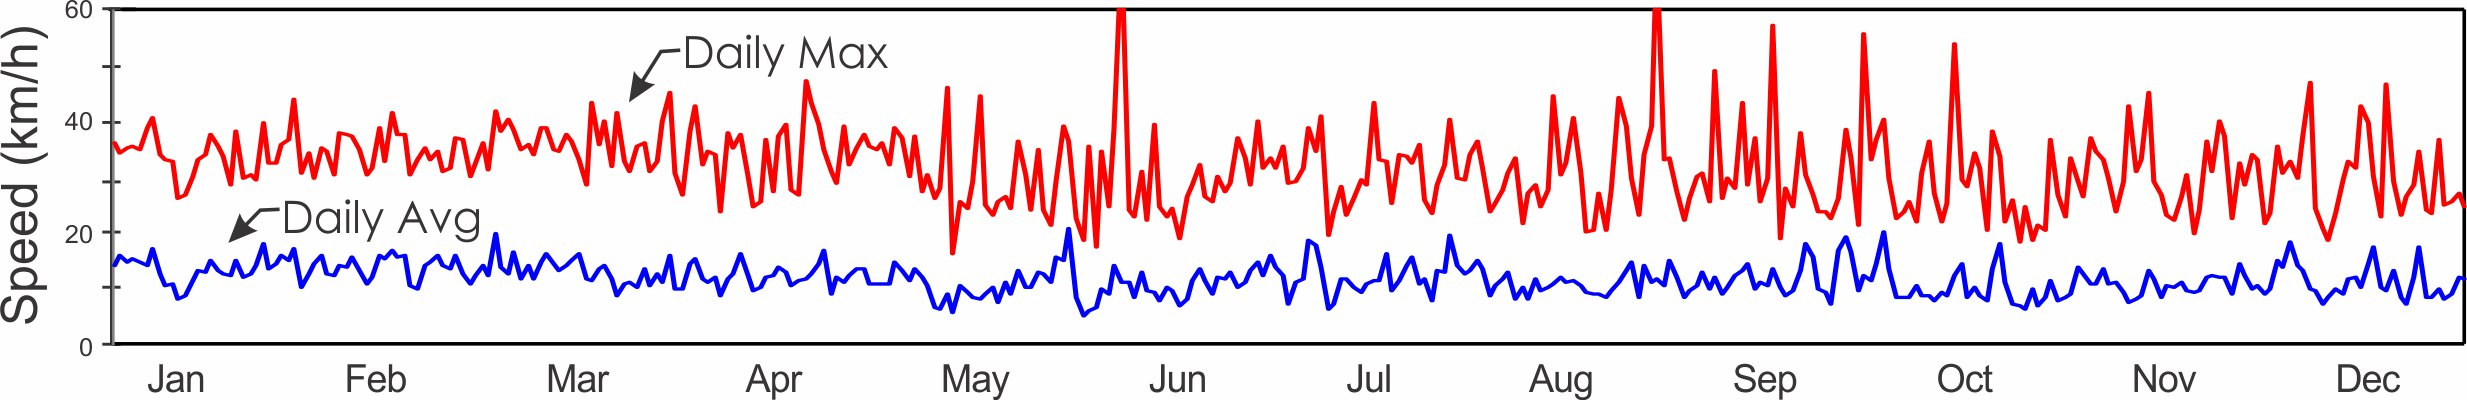 60
Daily Max
40
Daily Avg
20
0
Speed (km/h)
Jan Feb Mar Apr May Jun Jul Aug Sep Oct Nov Dec